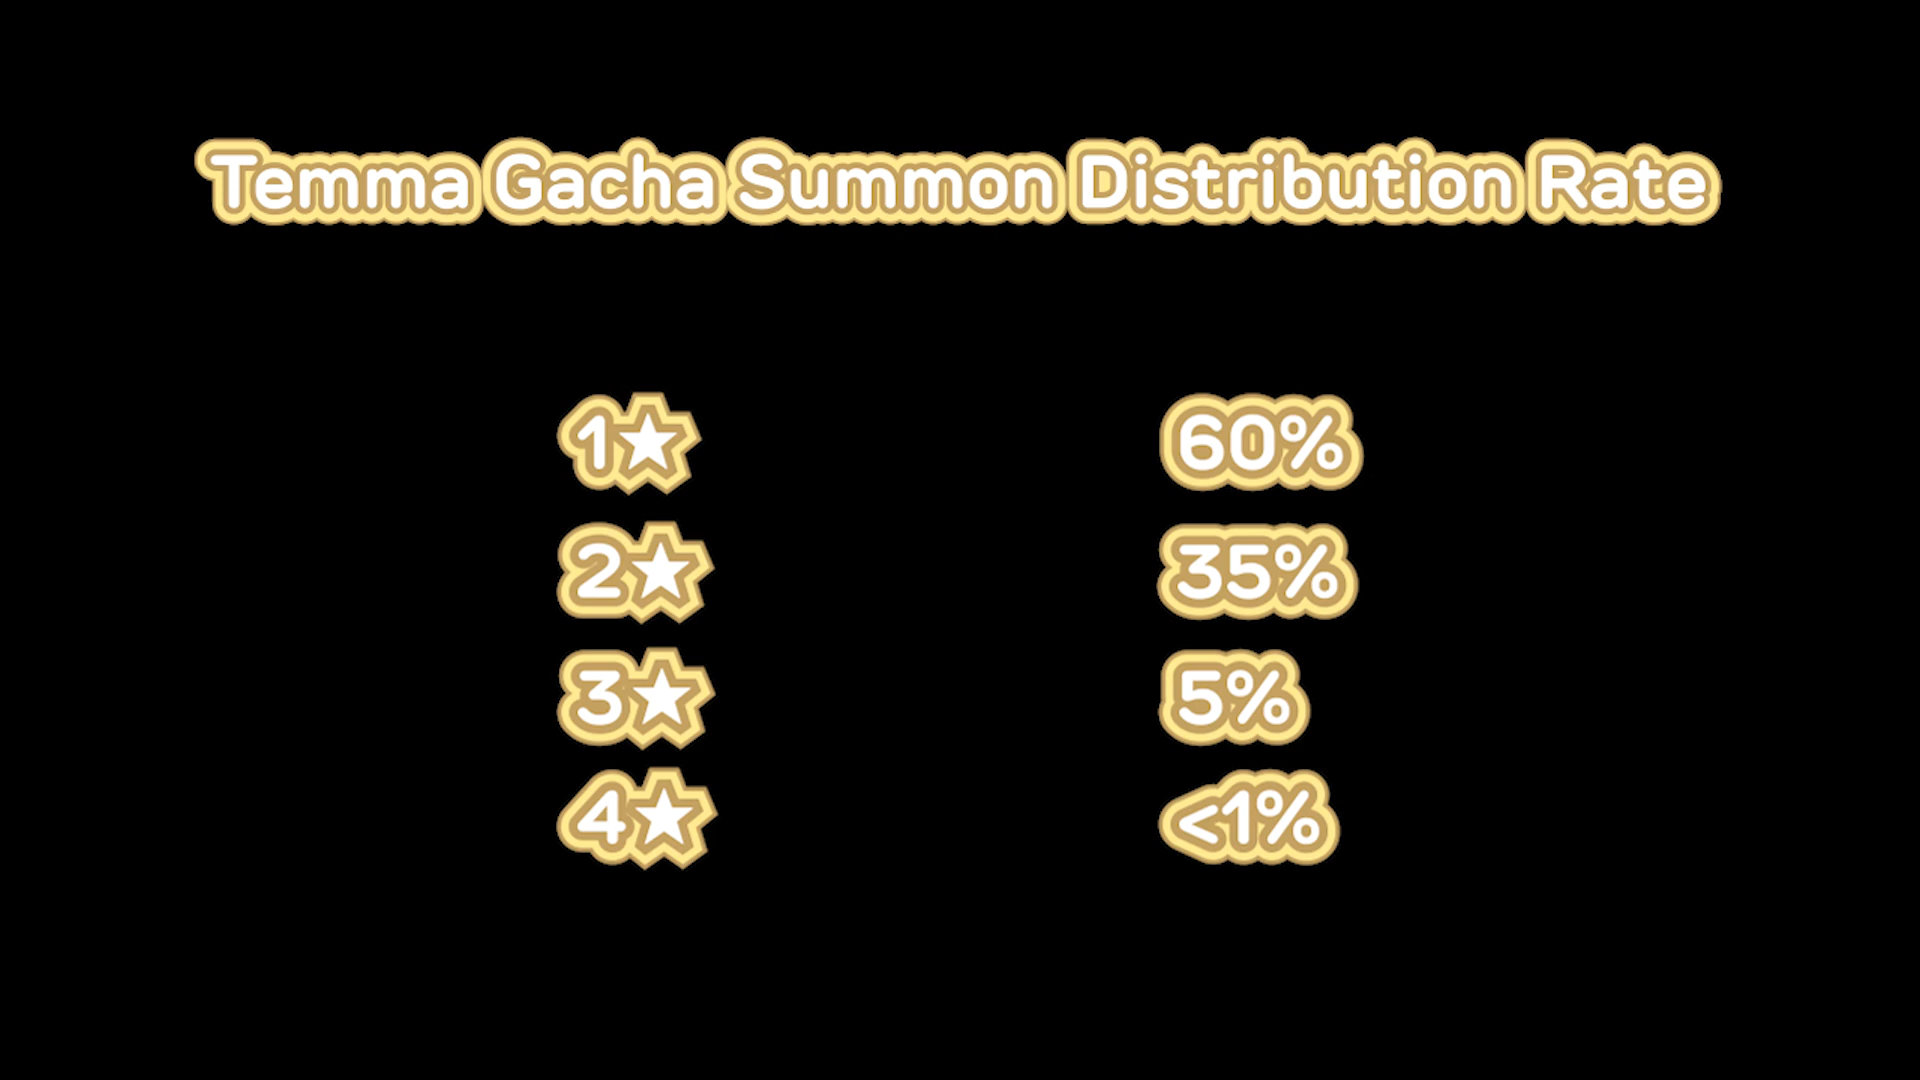 Temma Gacha Summon Distribution Rate
1★ 60%
2★ 35%
3★ 5%
4★ <1%